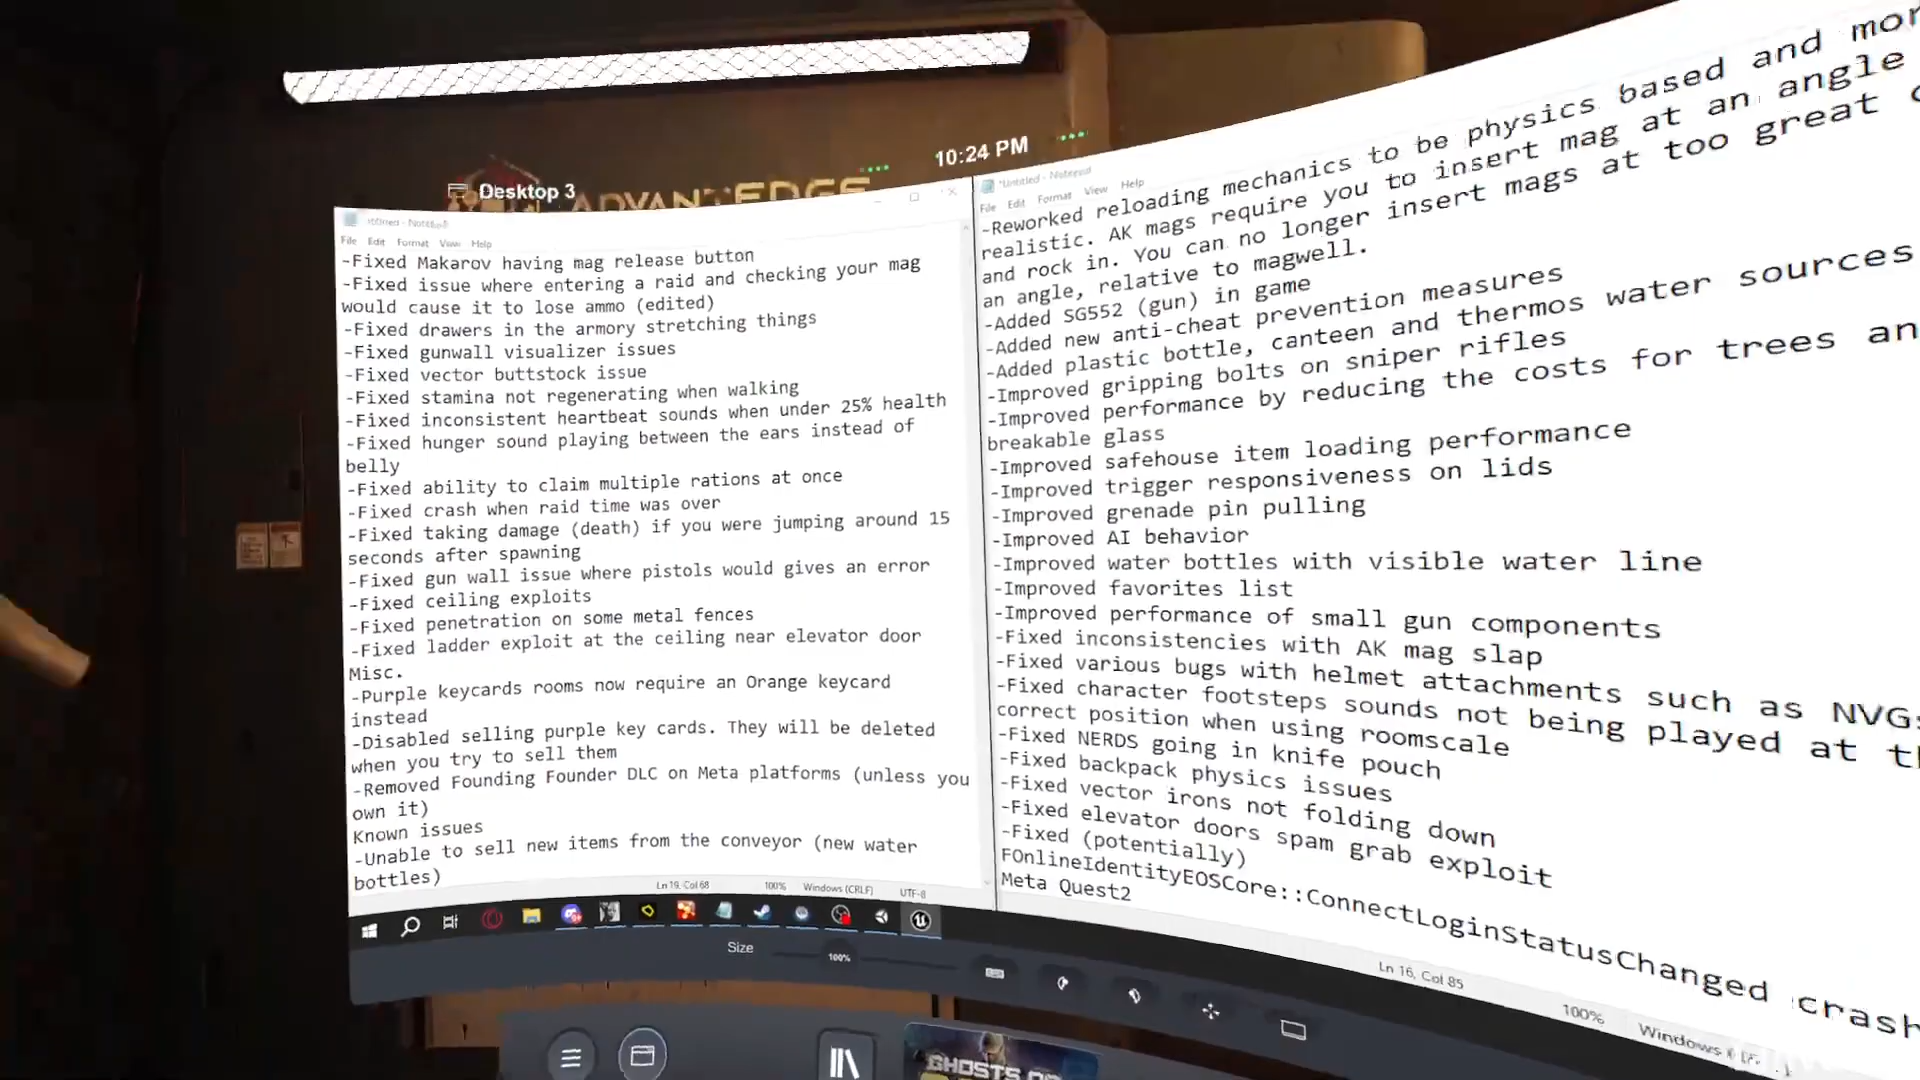 10:24 PM
Desktop 3
File Edit Format View Help
-Fixed Makarov having mag release button
-Fixed issue where entering a raid and checking your mag
would cause it to lose ammo (edited)
-Fixed drawers in the armory stretching things
-Fixed gunwall visualizer issues
-Fixed vector buttstock issue
-Fixed stamina not regenerating when walking
-Fixed inconsistent heartbeat sounds when under 25% health
-Fixed hunger sound playing between the ears instead of
belly
-Fixed ability to claim multiple rations at once
-Fixed crash when raid time was over
-Fixed taking damage (death) if you were jumping around 15
seconds after spawning
-Fixed gun wall issue where pistols would gives an error
-Fixed ceiling exploits
-Fixed penetration on some metal fences
-Fixed ladder exploit at the ceiling near elevator door
Misc.
-Purple keycards rooms now require an Orange keycard
instead
-Disabled selling purple key cards. They will be deleted
when you try to sell them
-Removed Founding Founder DLC on Meta platforms (unless you
own it)
Known issues
-Unable to sell new items from the conveyor (new water
bottles)
Ln 19, Col 68 100% Windows (CRLF) UTF-8
*Untitled - Notepad
File Edit Format View Help
-Reworked reloading mechanics to be physics based and
realistic. AK mags require you to insert mag at an angle
and rock in. You can no longer insert mags at too great
an angle, relative to magwell.
-Added SG552 (gun) in game
-Added new anti-cheat prevention measures
-Added plastic bottle, canteen and thermos water sources
-Improved gripping bolts on sniper rifles
-Improved performance by reducing the costs for trees
breakable glass
-Improved safehouse item loading performance
-Improved trigger responsiveness on lids
-Improved grenade pin pulling
-Improved AI behavior
-Improved water bottles with visible water line
-Improved favorites list
-Improved performance of small gun components
-Fixed inconsistencies with AK mag slap
-Fixed various bugs with helmet attachments such as NVGs
-Fixed character footsteps sounds not being played at
correct position when using roomscale
-Fixed NERDS going in knife pouch
-Fixed backpack physics issues
-Fixed vector irons not folding down
-Fixed elevator doors spam grab exploit
-Fixed (potentially)
FOnlineIdentityEOSCore::ConnectLoginStatusChanged crash
Meta Quest2
Ln 16, Col 85 100% Windows
Size 100%
GHOSTS OF